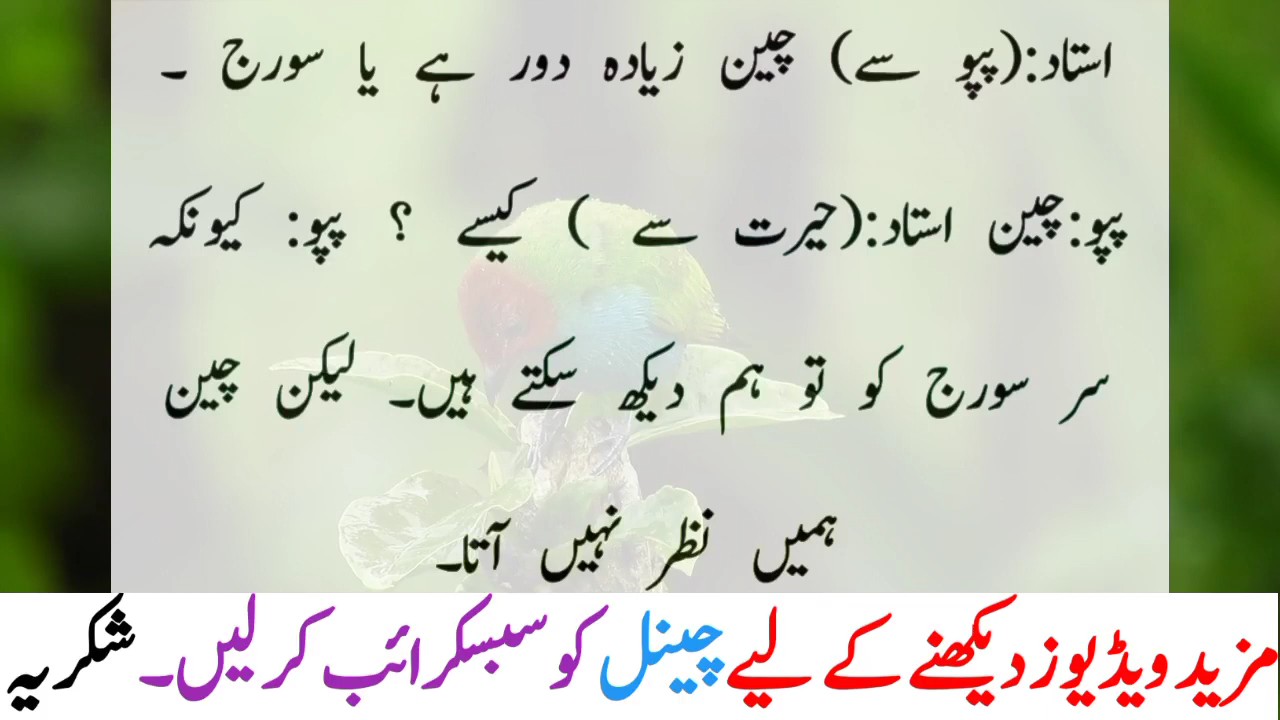 استاد:(پپو سے) چین زیادہ دور ہے یا سورج ۔
پپو:چین استاد:(حیرت سے ) کیسے ؟ پپو: کیونکہ
سر سورج کو تو ہم دیکھ سکتے ہیں۔ لیکن چین
ہمیں نظر نہیں آتا۔
مزید ویڈیوز دیکھنے کے لیے چینل کو سبسکرائب کر لیں۔ شکریہ